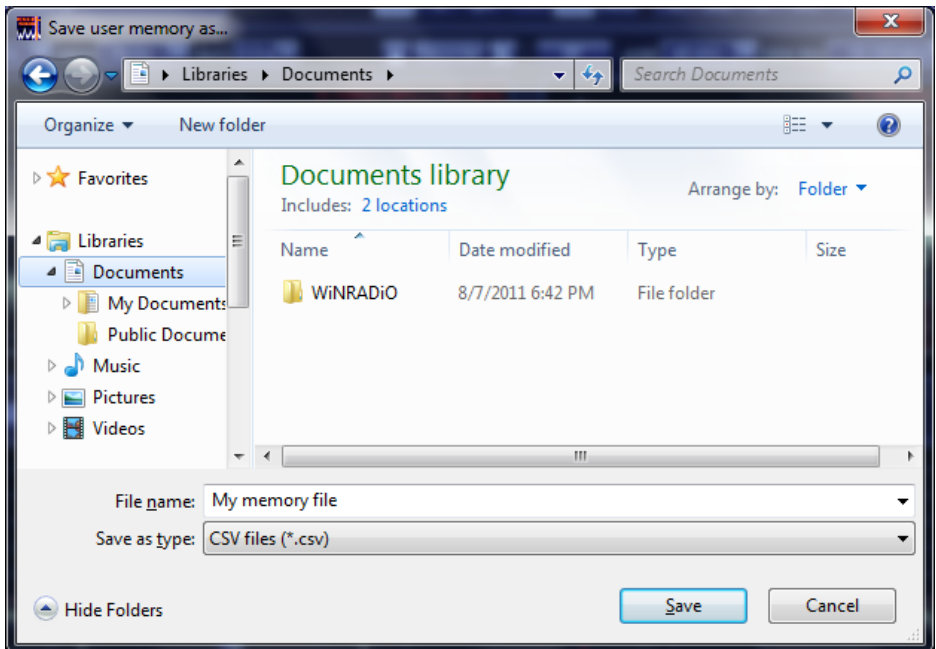 Save user memory as...
Libraries Documents
Search Documents
Organize
New folder
Favorites
Libraries
Documents
My Documents
Public Docume
Music
Pictures
Videos
Documents library
Includes: 2 locations
Arrange by: Folder
Name Date modified Type Size
WiNRADiO 8/7/2011 6:42 PM File folder
File name: My memory file
Save as type: CSV files (*.csv)
Hide Folders
Save
Cancel